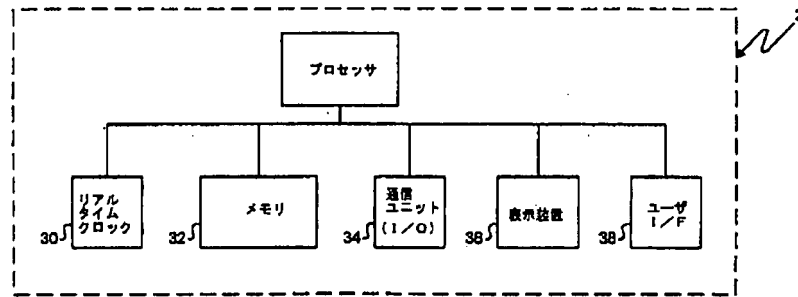 プロセッサ
リアル
タイム
クロック
30
メモリ
32
通信
ユニット
(I/O)
34
表示装置
36
ユーザ
I/F
38